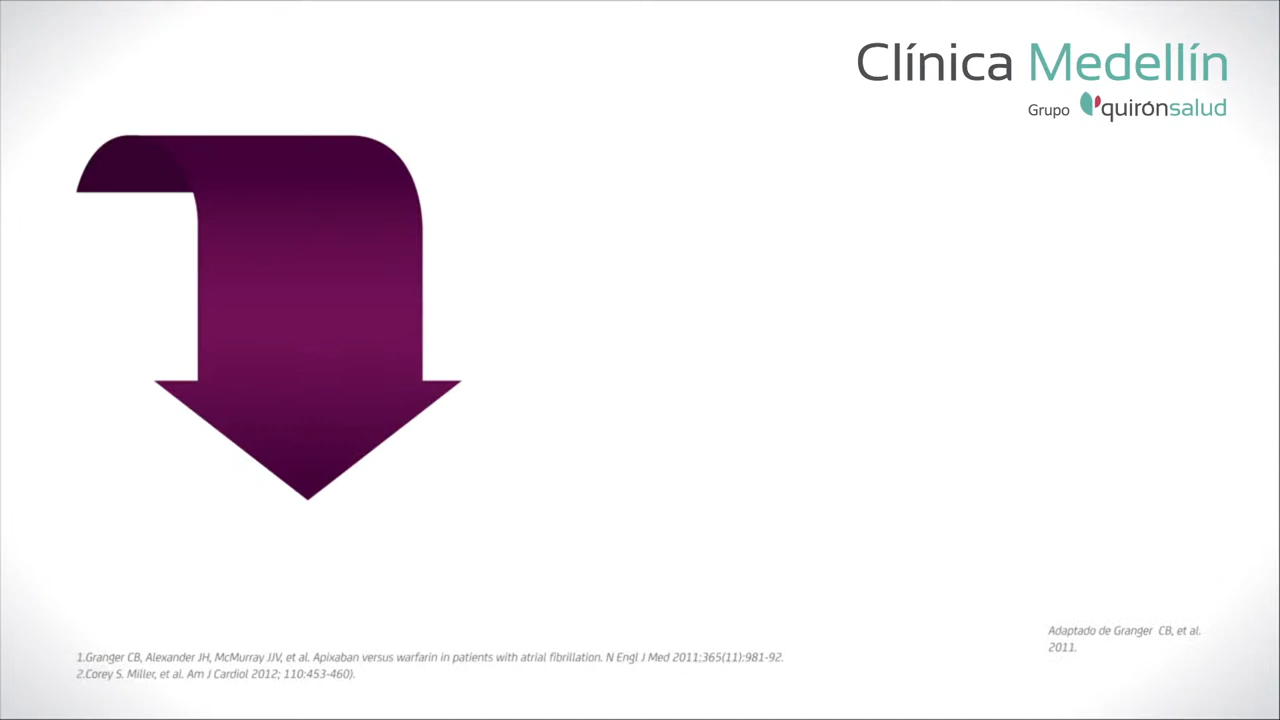 Clínica Medellín
Grupo quirónsalud
Adaptado de Granger CB, et al.
2011.
1.Granger CB, Alexander JH, McMurray JJV, et al. Apixaban versus warfarin in patients with atrial fibrillation. N Engl J Med 2011;365(11):981-92.
2.Corey S. Miller, et al. Am J Cardiol 2012; 110:453-460).